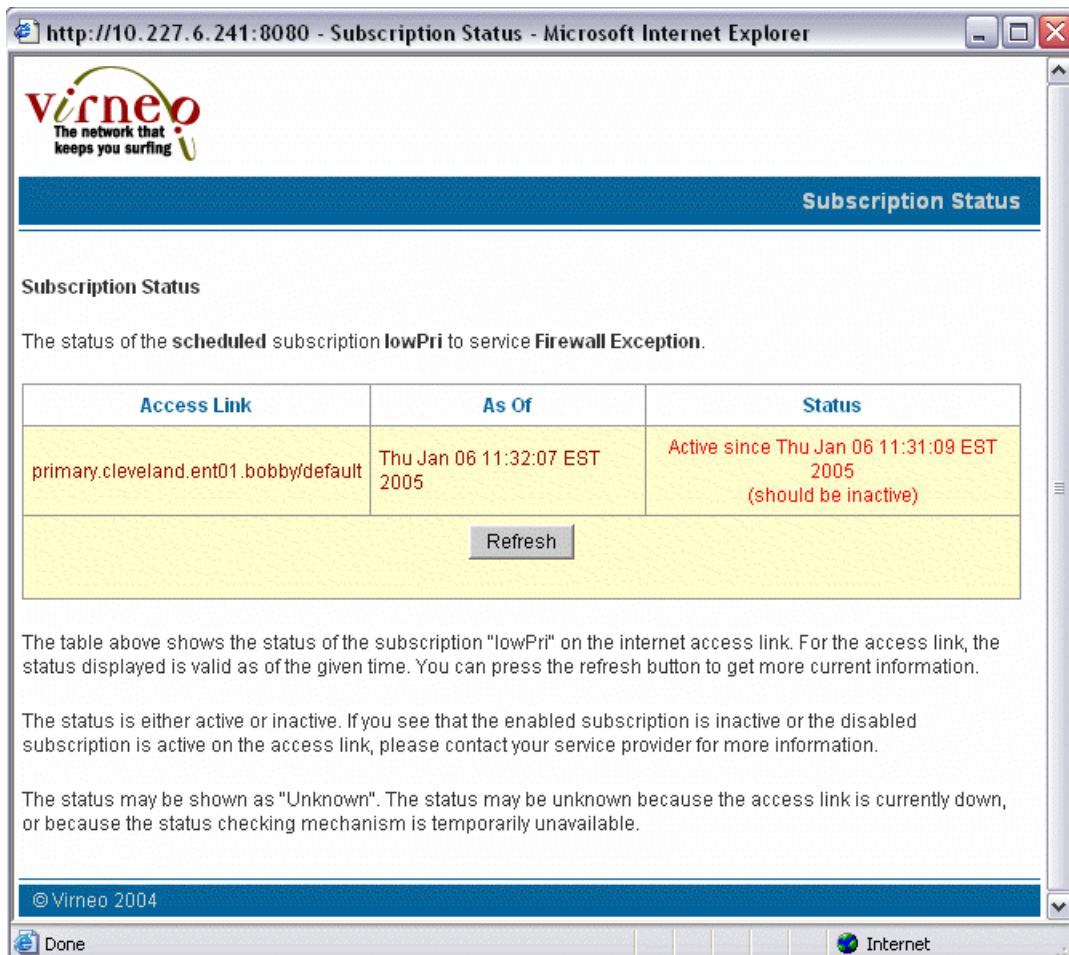 http://10.227.6.241:8080 - Subscription Status - Microsoft Internet Explorer
Virneo
The network that
keeps you surfing
Subscription Status
Subscription Status
The status of the scheduled subscription lowPri to service Firewall Exception.
Access Link As Of Status
primary.cleveland.ent01.bobby/default
Thu Jan 06 11:32:07 EST
2005
Active since Thu Jan 06 11:31:09 EST
2005
(should be inactive)
Refresh
The table above shows the status of the subscription "lowPri" on the internet access link. For the access link, the
status displayed is valid as of the given time. You can press the refresh button to get more current information.
The status is either active or inactive. If you see that the enabled subscription is inactive or the disabled
subscription is active on the access link, please contact your service provider for more information.
The status may be shown as "Unknown". The status may be unknown because the access link is currently down,
or because the status checking mechanism is temporarily unavailable.
© Virneo 2004
Done Internet